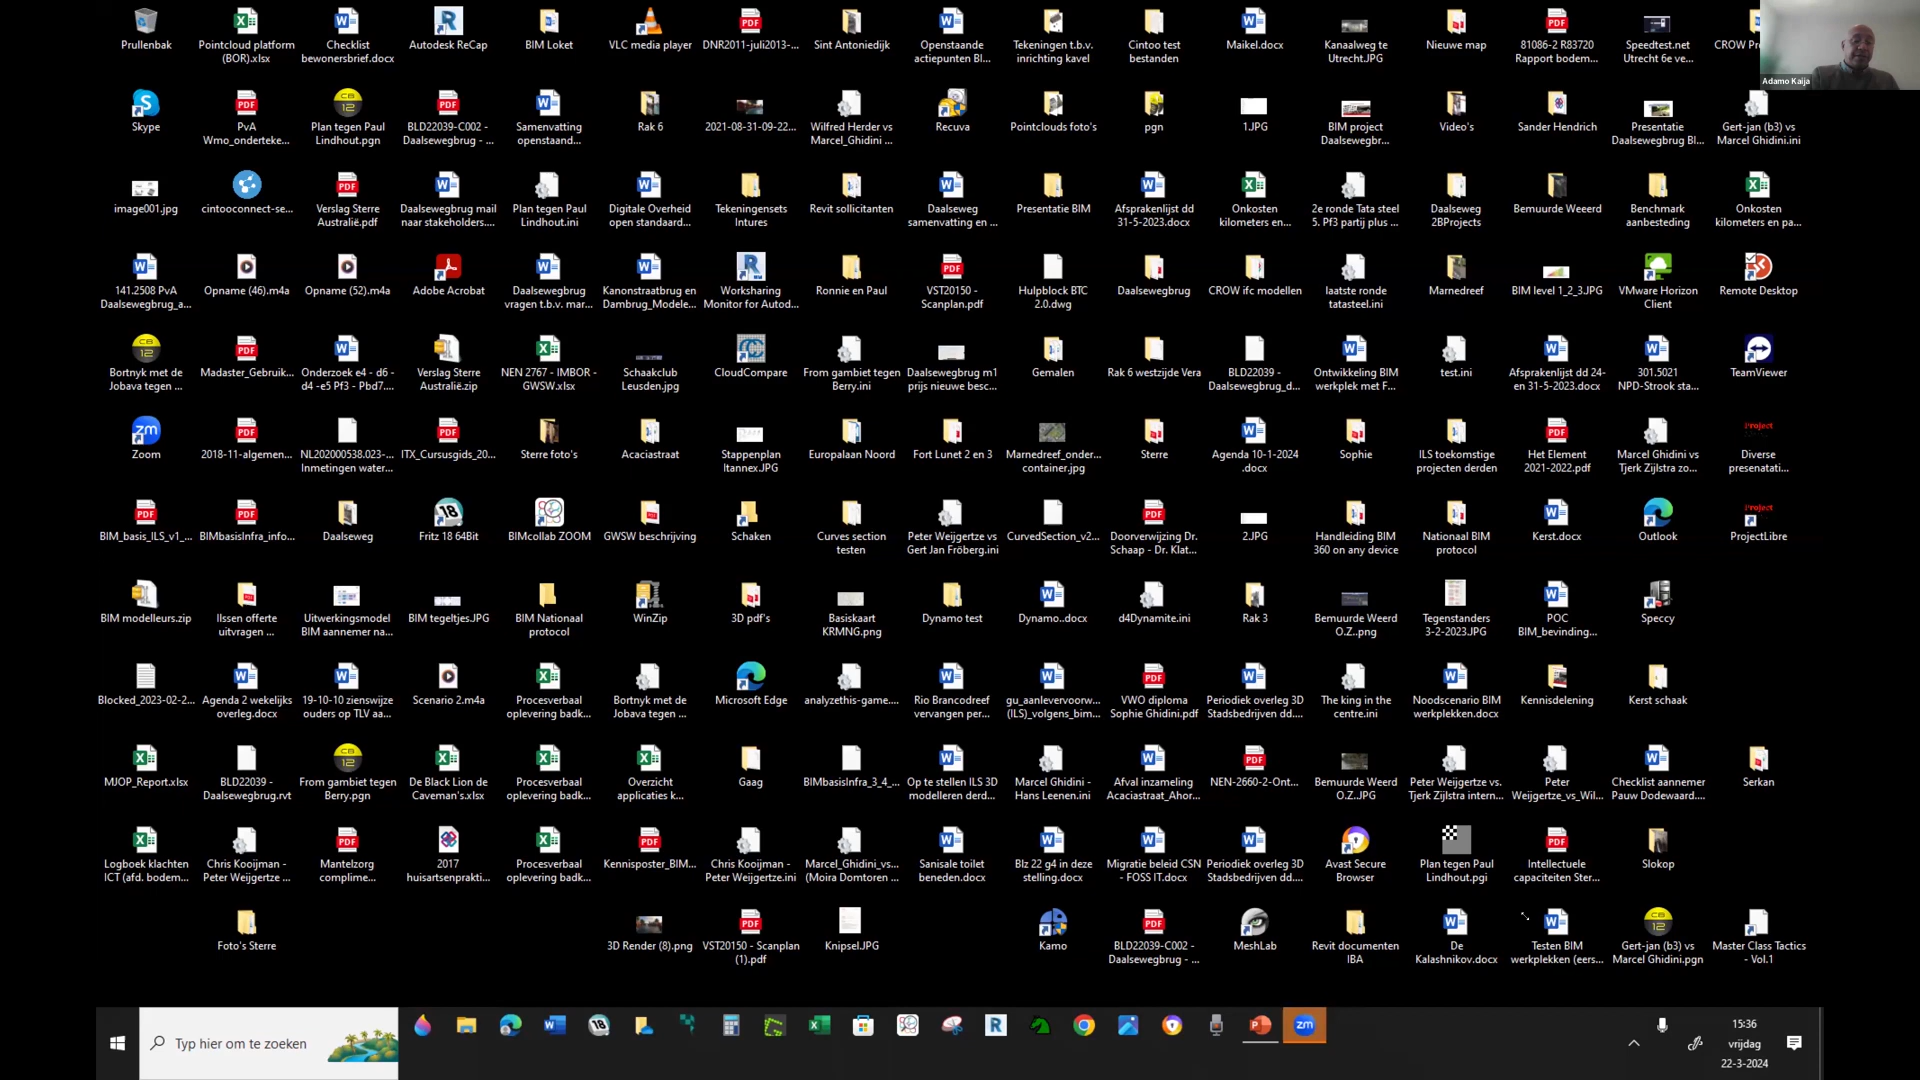 Prullenbak
Pointcloud platform
(BOR).xlsx
Checklist
bewonersbrief.docx
Autodesk ReCap
BIM Loket
VLC media player
DNR2011-juli2013-...
Sint Antoniedijk
Openstaande
actiepunten BI...
Tekeningen t.b.v.
inrichting kavel
Cintoo test
bestanden
Maikel.docx
Kanaalweg te
Utrecht.JPG
Nieuwe map
81086-2 R83720
Rapport bodem...
Speedtest.net
Utrecht 6e ve...
CROW Pr
Adamo Kaija
Skype
PvA
Wmo_onderteke...
Plan tegen Paul
Lindhout.pgn
BLD22039-C002 -
Daalsewegbrug - ...
Samenvatting
openstaand...
Rak 6
2021-08-31-09-22...
Wilfred Herder vs
Marcel_Ghidini ...
Recuva
Pointclouds foto's
pgn
1.JPG
BIM project
Daalsewegbr...
Video's
Sander Hendrich
Presentatie
Daalsewegbrug BI...
Gert-jan (b3) vs
Marcel Ghidini.ini
image001.jpg
cintooconnect-se...
Verslag Sterre
Australië.pdf
Daalsewegbrug mail
naar stakeholders....
Plan tegen Paul
Lindhout.ini
Digitale Overheid
open standaard...
Tekeningensets
Intures
Revit sollicitanten
Daalseweg
samenvatting en ...
Presentatie BIM
Afsprakenlijst dd
31-5-2023.docx
Onkosten
kilometers en...
2e ronde Tata steel
5. Pf3 partij plus ...
Daalseweg
2BProjects
Bemuurde Weeerd
Benchmark
aanbesteding
Onkosten
kilometers en pa...
141.2508 PvA
Daalsewegbrug_a...
Opname (46).m4a
Opname (52).m4a
Adobe Acrobat
Daalsewegbrug
vragen t.b.v. mar...
Kanonstraatbrug en
Dambrug_Modele...
Worksharing
Monitor for Autod...
Ronnie en Paul
VST20150 -
Scanplan.pdf
Hulpblock BTC
2.0.dwg
Daalsewegbrug
CROW ifc modellen
laatste ronde
tatasteel.ini
Marnedreef
BIM level 1_2_3.JPG
VMware Horizon
Client
Remote Desktop
Bortnyk met de
Jobava tegen ...
Madaster_Gebruik...
Onderzoek e4 - d6 -
d4 -e5 Pf3 - Pbd7....
Verslag Sterre
Australië.zip
NEN 2767 - IMBOR -
GWSW.xlsx
Schaakclub
Leusden.jpg
CloudCompare
From gambiet tegen
Berry.ini
Daalsewegbrug m1
prijs nieuwe besc...
Gemalen
Rak 6 westzijde Vera
BLD22039 -
Daalsewegbrug_d...
Ontwikkeling BIM
werkplek met F...
test.ini
Afsprakenlijst dd 24-
en 31-5-2023.docx
301.5021
NPD-Strook sta...
TeamViewer
Zoom
2018-11-algemen...
NL202000538.023-...
Inmetingen water...
ITX_Cursusgids_20...
Sterre foto's
Acaciastraat
Stappenplan
Itannex.JPG
Europalaan Noord
Fort Lunet 2 en 3
Marnedreef_onder...
container.jpg
Sterre
Agenda 10-1-2024
.docx
Sophie
ILS toekomstige
projecten derden
Het Element
2021-2022.pdf
Marcel Ghidini vs
Tjerk Zijlstra zo...
Diverse
presenatati...
BIM_basis_ILS_v1_...
BIMbasisInfra_info...
Daalseweg
Fritz 18 64Bit
BIMcollab ZOOM
GWSW beschrijving
Schaken
Curves section
testen
Peter Weijgertze vs
Gert Jan Fröberg.ini
CurvedSection_v2...
Doorverwijzing Dr.
Schaap - Dr. Klat...
2.JPG
Handleiding BIM
360 on any device
Nationaal BIM
protocol
Kerst.docx
Outlook
ProjectLibre
BIM modelleurs.zip
Ilssen offerte
uitvragen ...
Uitwerkingsmodel
BIM aannemer na...
BIM tegeltjes.JPG
BIM Nationaal
protocol
WinZip
3D pdf's
Basiskaart
KRMNG.png
Dynamo test
Dynamo..docx
d4Dynamite.ini
Rak 3
Bemuurde Weerd
O.Z..png
Tegenstanders
3-2-2023.JPG
POC
BIM_bevinding...
Speccy
Blocked_2023-02-2...
Agenda 2 wekelijks
overleg.docx
19-10-10 zienswijze
ouders op TLV aa...
Scenario 2.m4a
Procesverbaal
oplevering badk...
Bortnyk met de
Jobava tegen ...
Microsoft Edge
analyzethis-game....
Rio Brancodreef
vervangen per...
gu_aanlevervoorw...
(ILS)_volgens_bim...
VWO diploma
Sophie Ghidini.pdf
Periodiek overleg 3D
Stadsbedrijven dd....
The king in the
centre.ini
Noodscenario BIM
werkplekken.docx
Kennisdelening
Kerst schaak
MJOP_Report.xlsx
BLD22039 -
Daalsewegbrug.rvt
From gambiet tegen
Berry.pgn
De Black Lion de
Caveman's.xlsx
Procesverbaal
oplevering badk...
Overzicht
applicaties k...
Gaag
BIMbasisInfra_3_4_...
Op te stellen ILS 3D
modelleren derd...
Marcel Ghidini -
Hans Leenen.ini
Afval inzameling
Acaciastraat_Ahor...
NEN-2660-2-Ont...
Bemuurde Weerd
O.Z..JPG
Peter Weijgertze vs.
Tjerk Zijlstra intern...
Peter
Weijgertze_vs_Wil...
Checklist aannemer
Pauw Dodewaard....
Serkan
Logboek klachten
ICT (afd. bodem...
Chris Kooijman -
Peter Weijgertze ...
Mantelzorg
complime...
2017
huisartsenprakti...
Procesverbaal
oplevering badk...
Kennisposter_BIM...
Chris Kooijman -
Peter Weijgertze.ini
Marcel_Ghidini_vs...
(Moira Domtoren ...
Sanisale toilet
beneden.docx
Blz 22 g4 in deze
stelling.docx
Migratie beleid CSN
- FOSS IT.docx
Periodiek overleg 3D
Stadsbedrijven dd....
Avast Secure
Browser
Plan tegen Paul
Lindhout.pgi
Intellectuele
capaciteiten Ster...
Slokop
Foto's Sterre
3D Render (8).png
VST20150 - Scanplan
(1).pdf
Knipsel.JPG
Kamo
BLD22039-C002 -
Daalsewegbrug - ...
MeshLab
Revit documenten
IBA
De
Kalashnikov.docx
Testen BIM
werkplekken (eers...
Gert-jan (b3) vs
Marcel Ghidini.pgn
Master Class Tactics
- Vol.1
Typ hier om te zoeken
15:36
vrijdag
22-3-2024